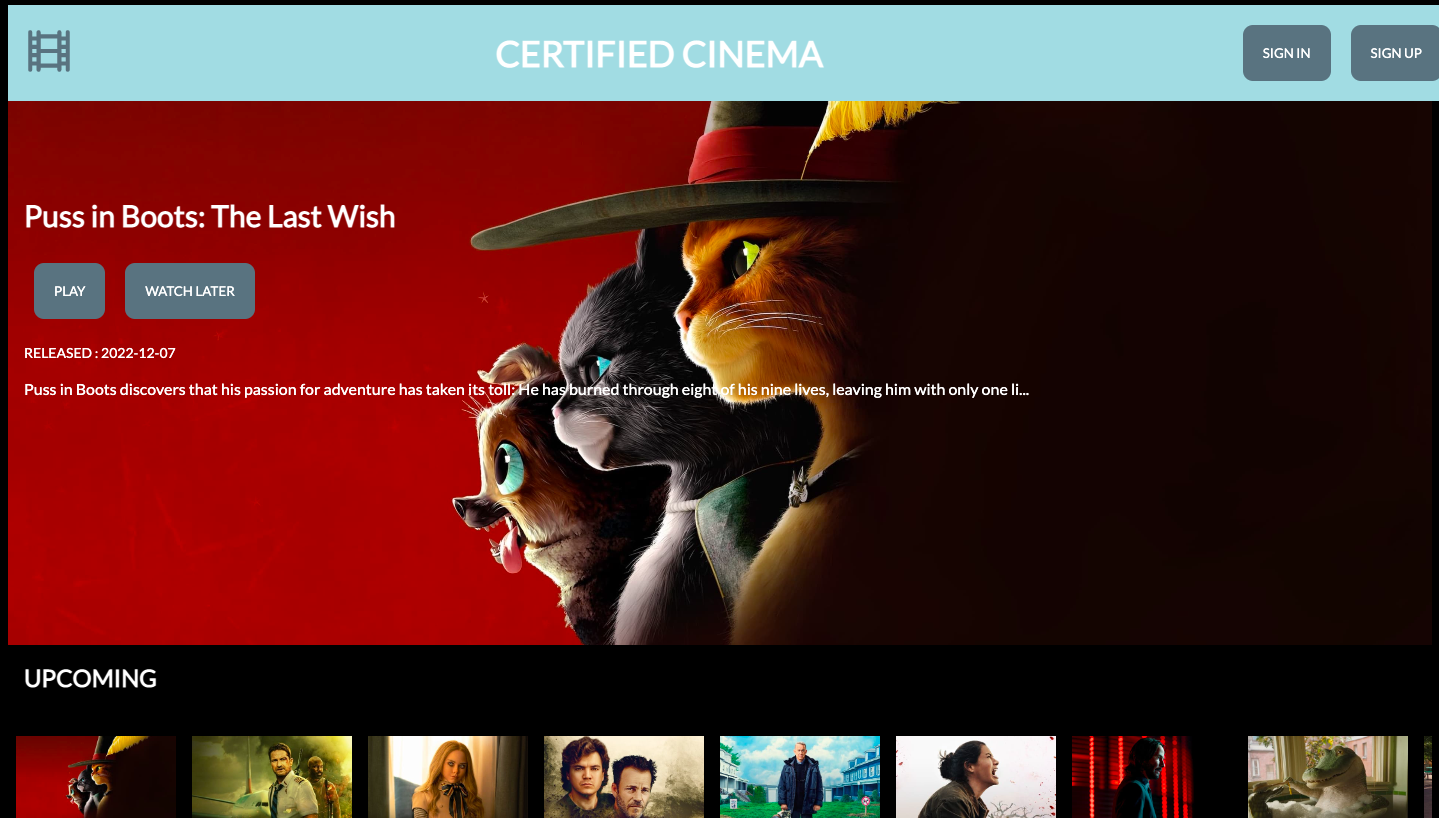 CERTIFIED CINEMA
SIGN IN
SIGN UP
Puss in Boots: The Last Wish
PLAY
WATCH LATER
RELEASED : 2022-12-07
Puss in Boots discovers that his passion for adventure has taken its toll: He has burned through eight of his nine lives, leaving him with only one li...
UPCOMING